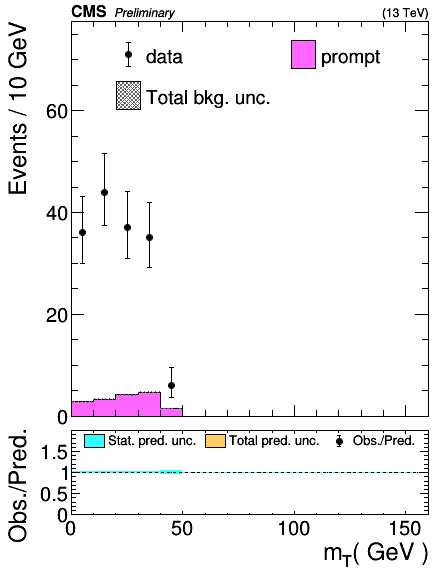 CMS Preliminary (13 TeV)
Events / 10 GeV
data
prompt
Total bkg. unc.
60
40
20
0
Obs./Pred.
Stat. pred. unc.
Total pred. unc.
Obs./Pred.
1.5
1
0.5
0
0 50 100 150
m_T( GeV )